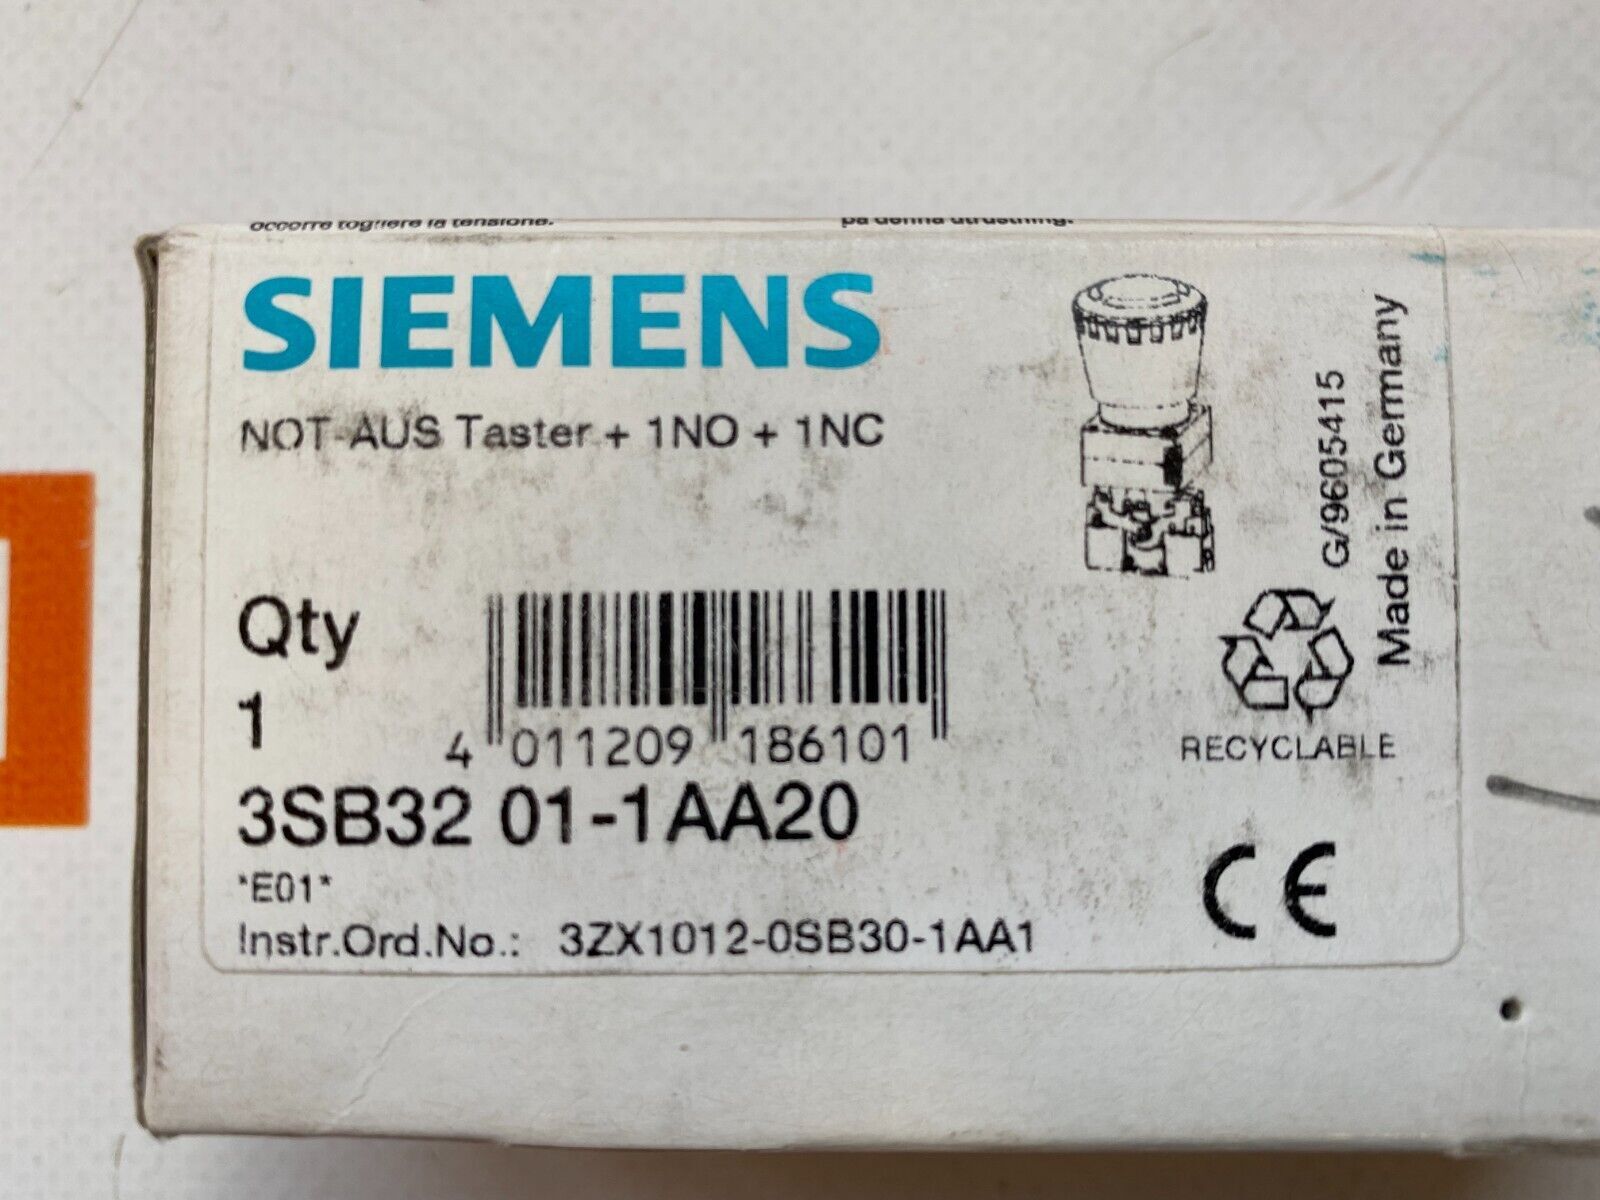 occorre togliere la tensione.
på denna utrustning.
SIEMENS
NOT-AUS Taster + 1NO + 1NC
G/9605415
Made in Germany
Qty
1
4 011209 186101
RECYCLABLE
3SB32 01-1AA20
*E01*
Instr.Ord.No.: 3ZX1012-0SB30-1AA1
CE